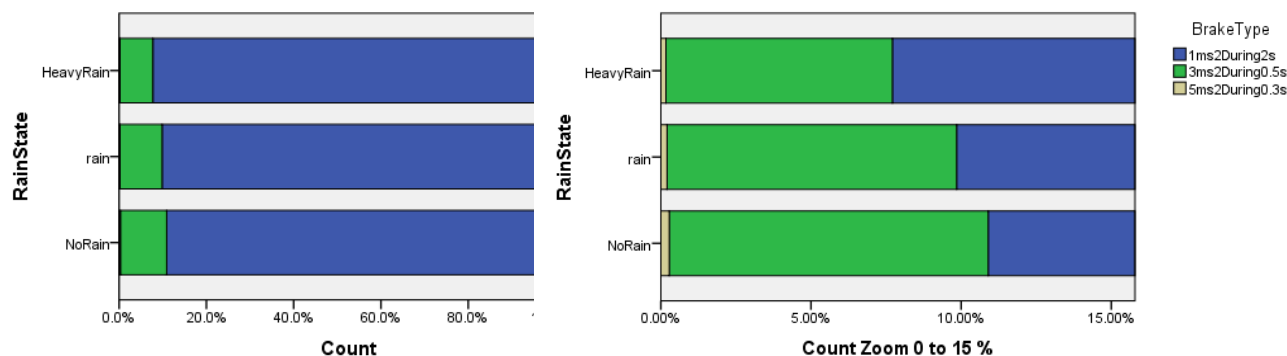 RainState
HeavyRain
rain
NoRain
0.0%
20.0%
40.0%
60.0%
80.0%
Count
RainState
HeavyRain
rain
NoRain
0.00%
5.00%
10.00%
15.00%
Count Zoom 0 to 15 %
BrakeType
1ms2During2s
3ms2During0.5s
5ms2During0.3s